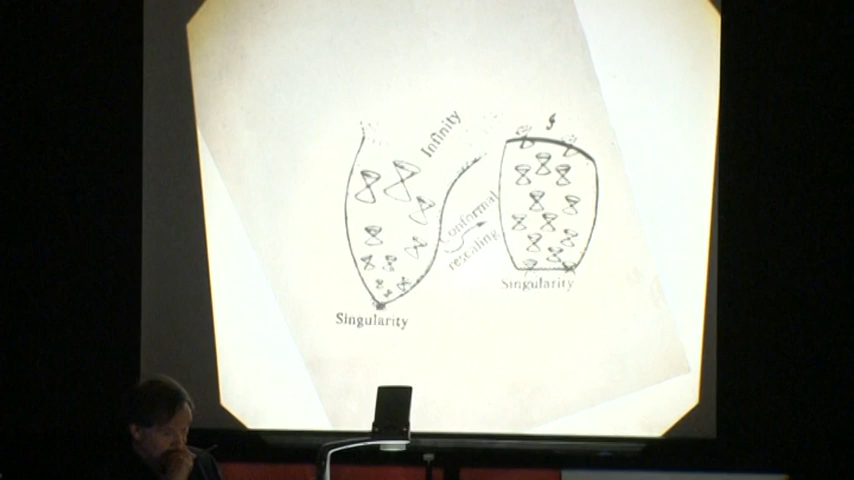 Infinity
Conformal
rescaling
Singularity
Singularity